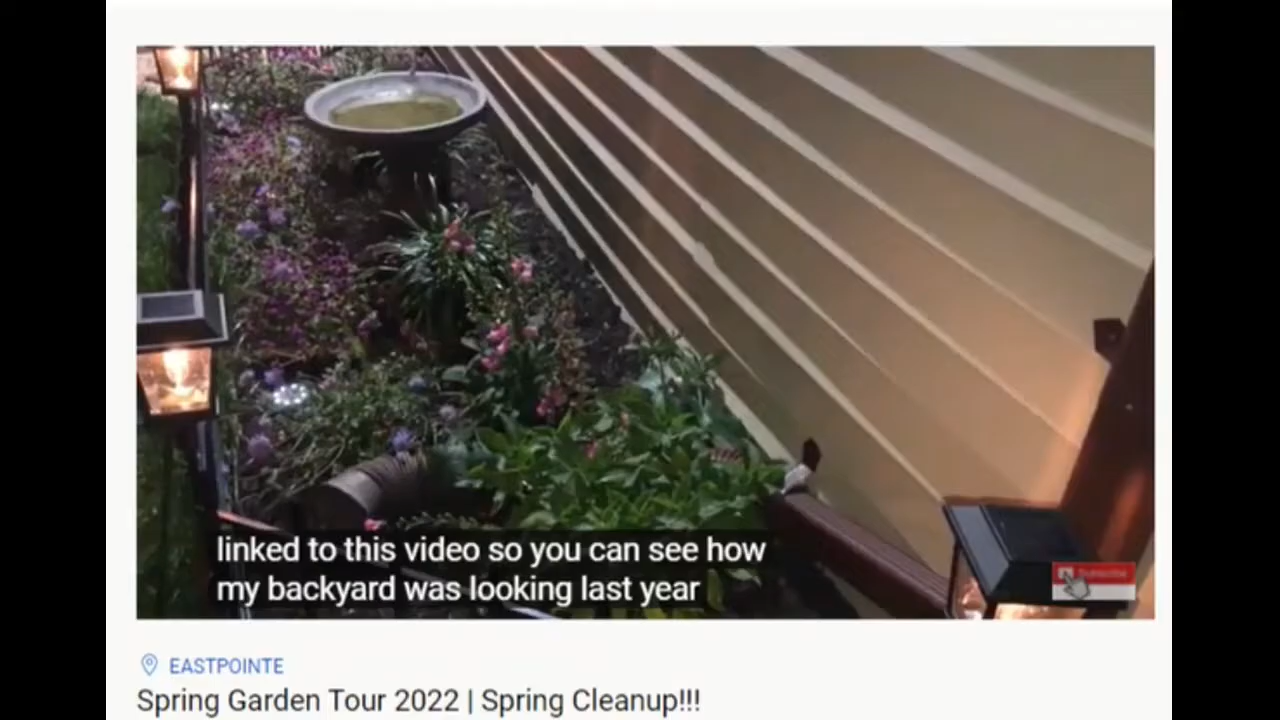 linked to this video so you can see how
my backyard was looking last year
Subscribe
EASTPOINTE
Spring Garden Tour 2022 | Spring Cleanup!!!